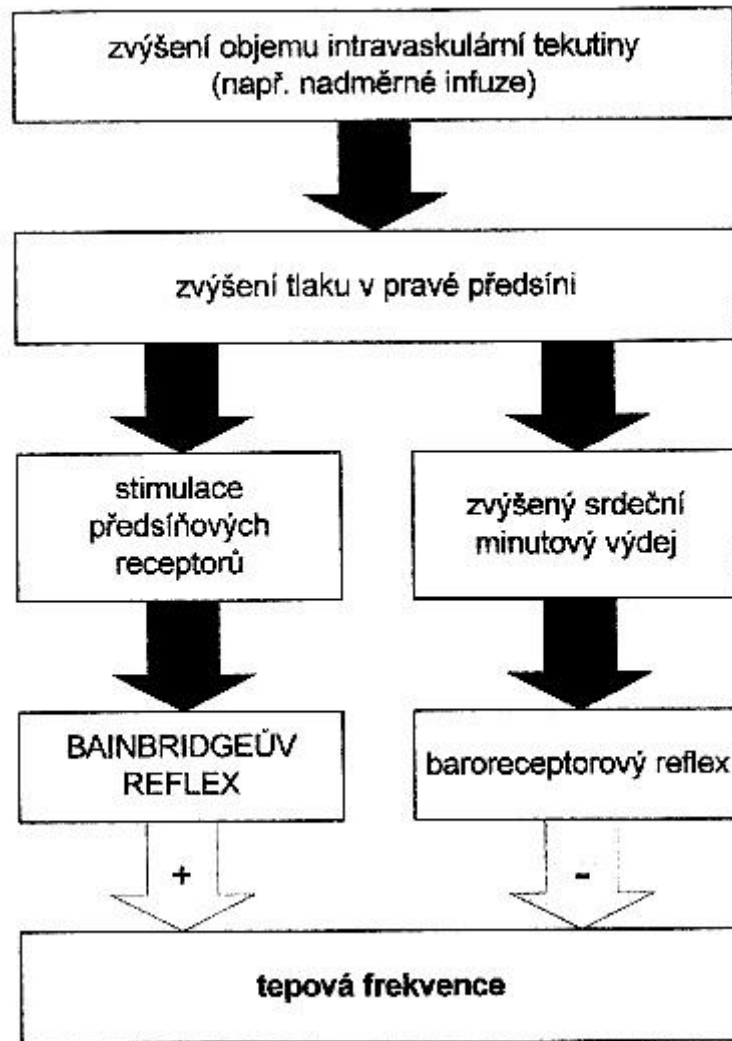 zvýšení objemu intravaskulární tekutiny
(např. nadměrné infuze)
zvýšení tlaku v pravé předsíni
stimulace
předsíňových
receptorů
zvýšený srdeční
minutový výdej
BAINBRIDGEŮV
REFLEX
baroreceptorový reflex
+
-
tepová frekvence